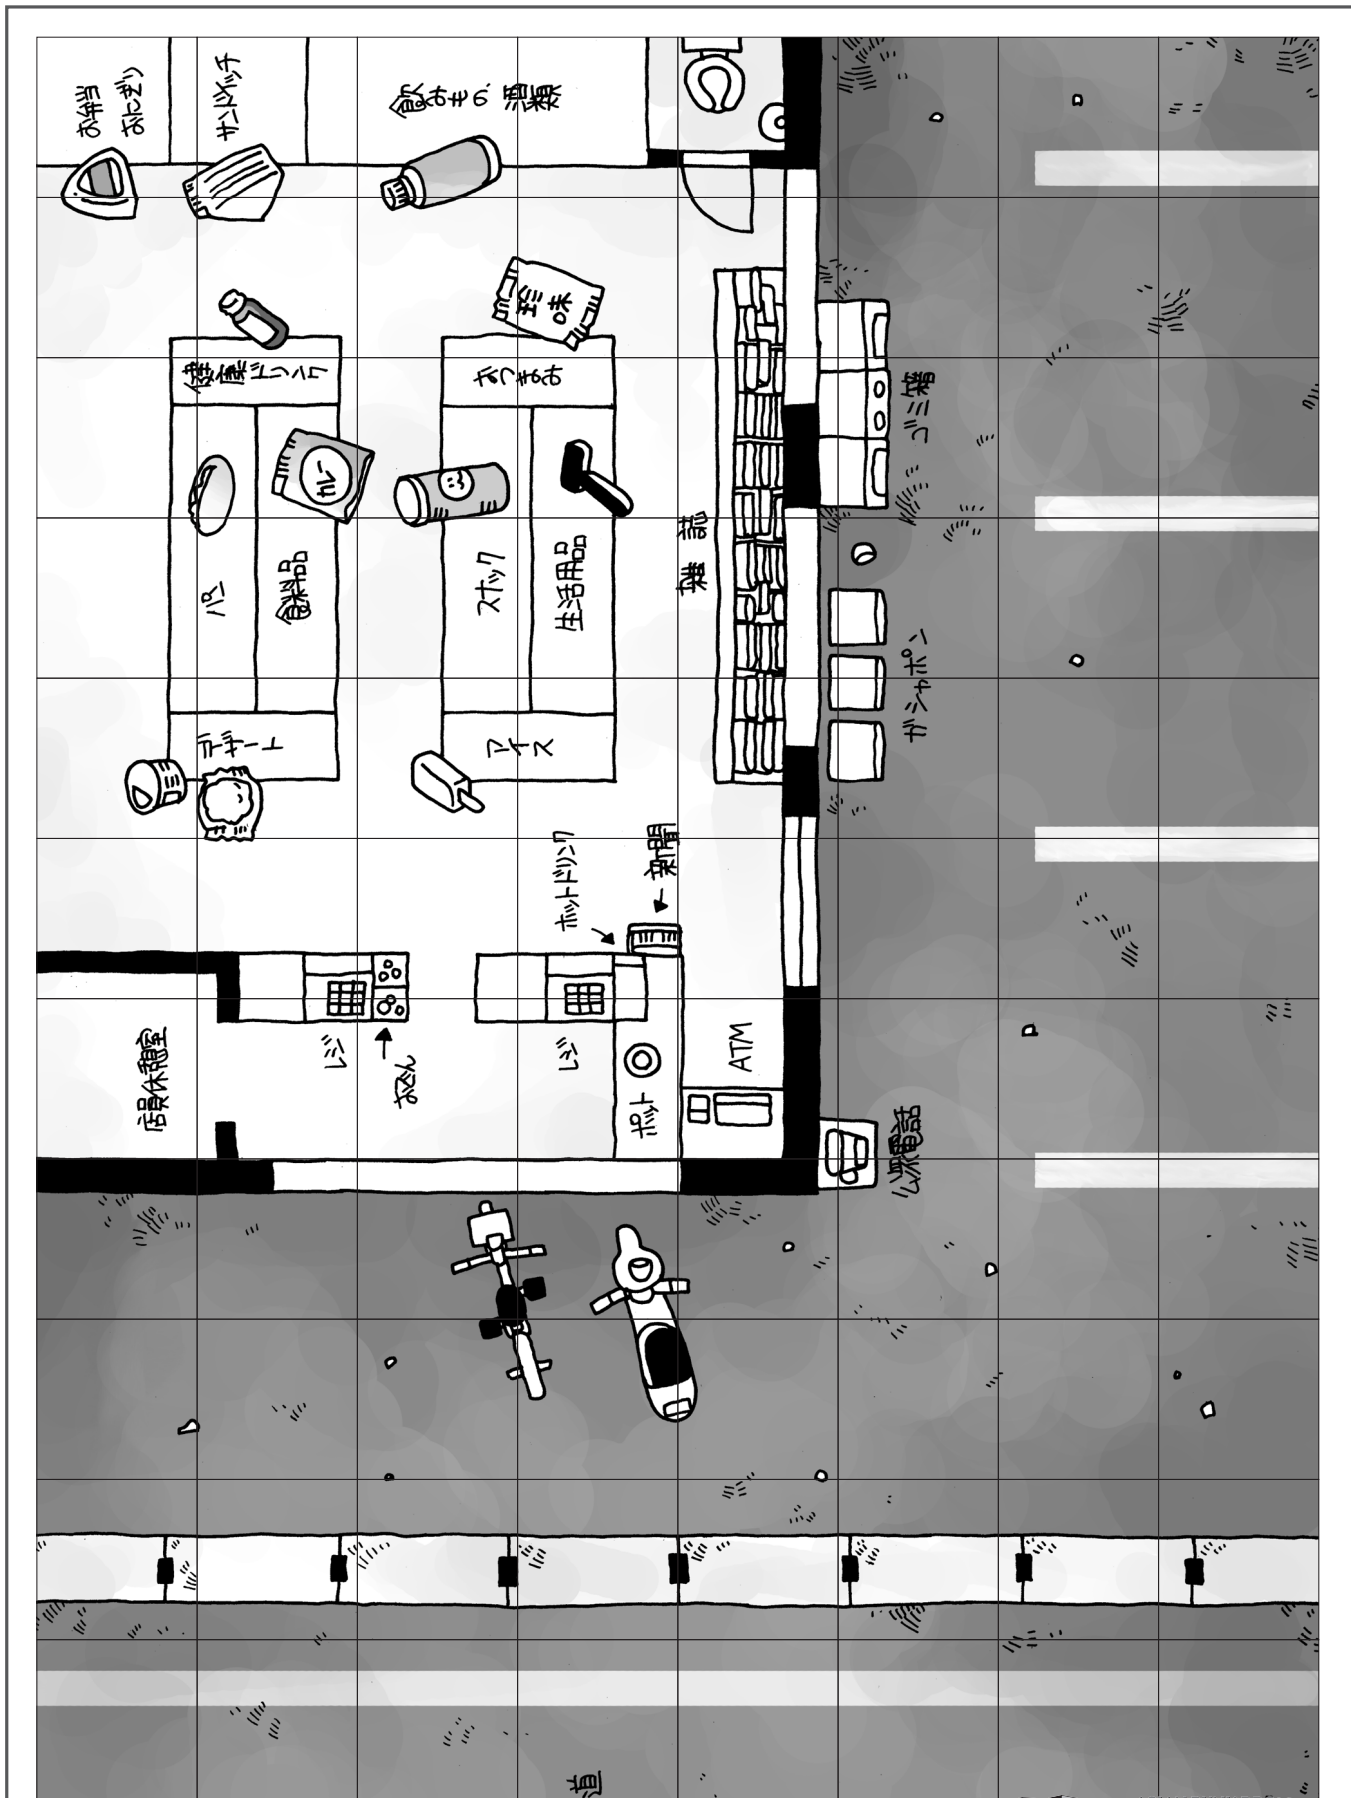 お弁当
おにぎり
サンドイッチ
飲みもの、酒類
珍味
健康ドリンク
おつまみ
カレー
パン
食料品
スナック
生活用品
雑誌
ゴミ箱
ガシャポン
デザート
アイス
ホットドリンク
新聞
店員休憩室
レジ
おでん
レジ
ポット
ATM
公衆電話
道